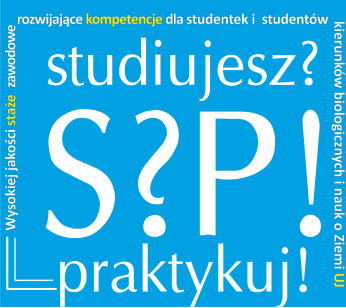 Wysokiej jakości staże zawodowe
rozwijające kompetencje dla studentek i studentów
kierunków biologicznych i nauk o Ziemi UJ
studiujesz?
S?P!
praktykuj!